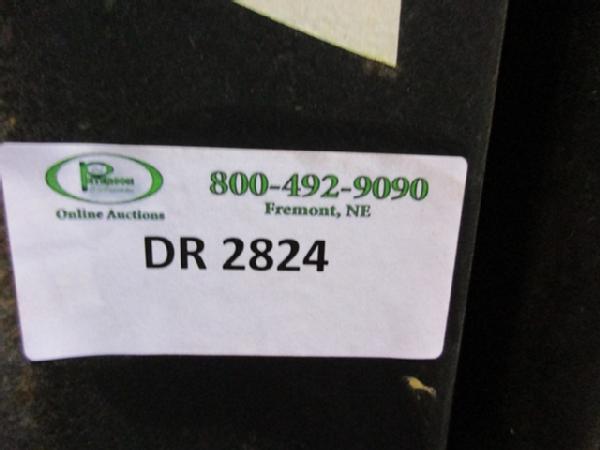 800-492-9090
Fremont, NE
Online Auctions
DR 2824